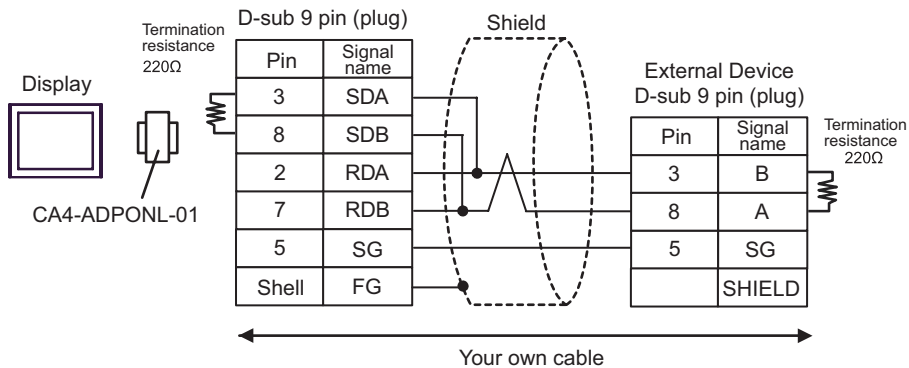 D-sub 9 pin (plug)
Shield
Termination
resistance
220Ω
Pin
Signal
name
Display
3
SDA
8
SDB
2
RDA
7
RDB
5
SG
Shell
FG
CA4-ADPONL-01
External Device
D-sub 9 pin (plug)
Pin
Signal
name
Termination
resistance
220Ω
3
B
8
A
5
SG
SHIELD
Your own cable